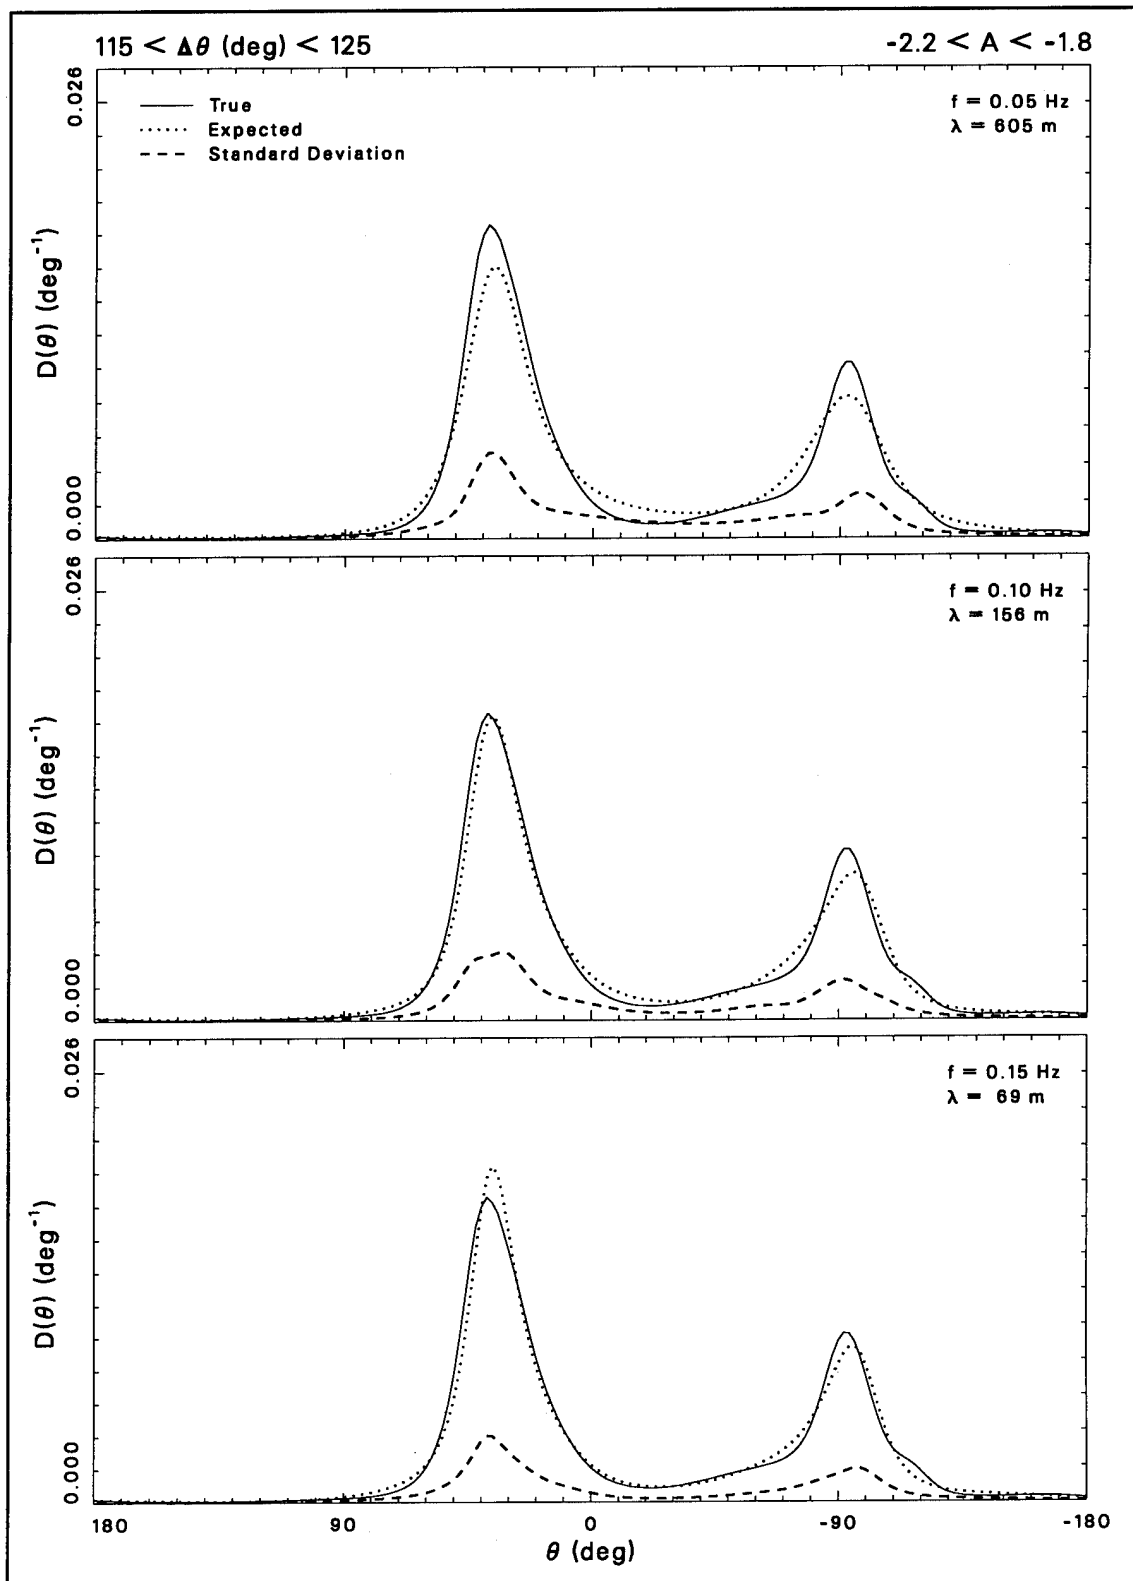 115 < Δθ (deg) < 125
-2.2 < A < -1.8
0.026
True
Expected
Standard Deviation
f = 0.05 Hz
λ = 605 m
D(θ) (deg⁻¹)
0.000
0.026
f = 0.10 Hz
λ = 156 m
D(θ) (deg⁻¹)
0.000
0.026
f = 0.15 Hz
λ = 69 m
D(θ) (deg⁻¹)
0.000
180 90 0 -90 -180
θ (deg)